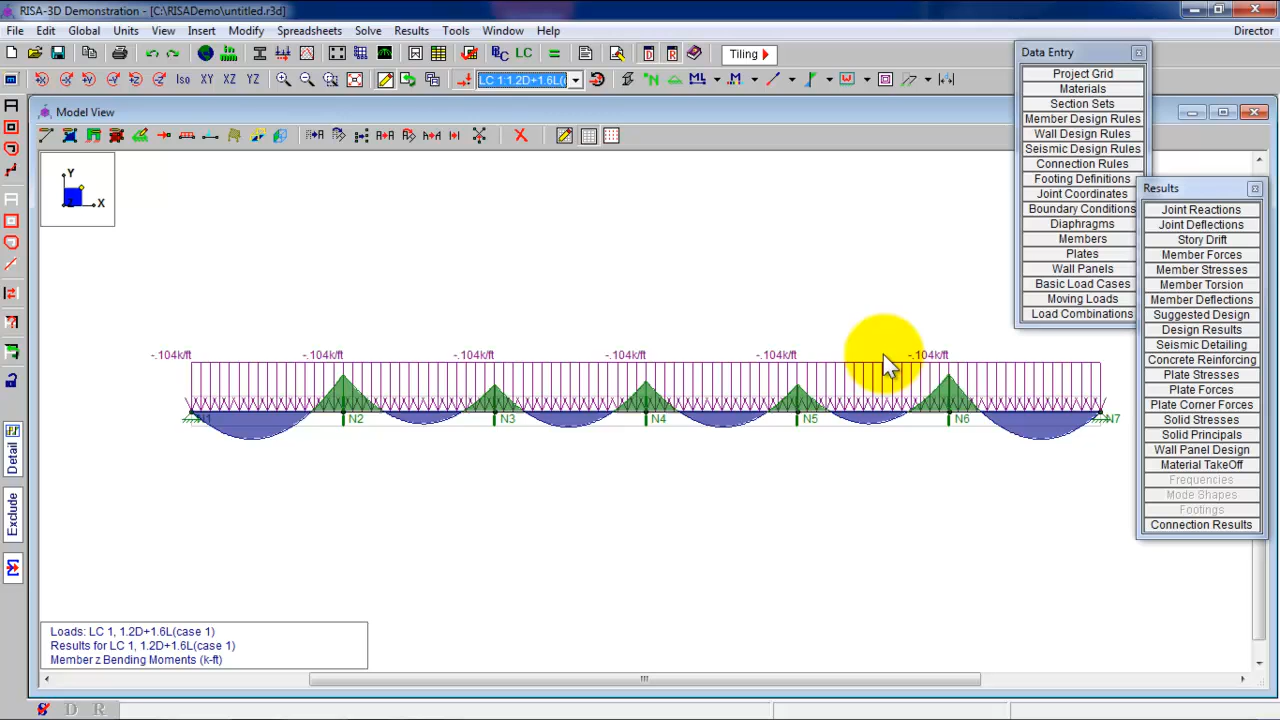 RISA-3D Demonstration - [C:\RISADemo\untitled.r3d]
File Edit Global Units View Insert Modify Spreadsheets Solve Results Tools Window Help Director
Iso XY YZ XZ
LC
Tiling
LC 1:1.2D+1.6L(c
Model View
Y
X
Z
Data Entry
Project Grid
Materials
Section Sets
Member Design Rules
Wall Design Rules
Seismic Design Rules
Connection Rules
Footing Definitions
Joint Coordinates
Boundary Conditions
Diaphragms
Members
Plates
Wall Panels
Basic Load Cases
Moving Loads
Load Combinations
Results
Joint Reactions
Joint Deflections
Story Drift
Member Forces
Member Stresses
Member Torsion
Member Deflections
Suggested Design
Design Results
Seismic Detailing
Concrete Reinforcing
Plate Stresses
Plate Forces
Plate Corner Forces
Solid Stresses
Solid Principals
Wall Panel Design
Material TakeOff
Frequencies
Mode Shapes
Footings
Connection Results
-.104k/ft -.104k/ft -.104k/ft -.104k/ft -.104k/ft -.104k/ft
N1 N2 N3 N4 N5 N6 N7
Detail
Exclude
Loads: LC 1, 1.2D+1.6L(case 1)
Results for LC 1, 1.2D+1.6L(case 1)
Member z Bending Moments (k-ft)
S D R